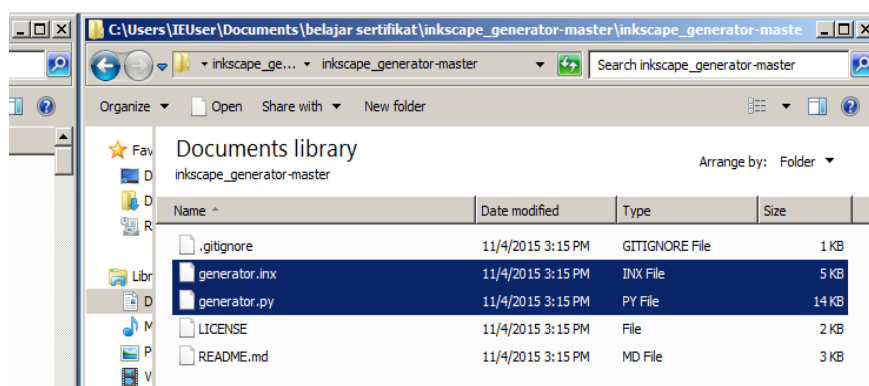 C:\Users\IEUser\Documents\belajar sertifikat\inkscape_generator-master\inkscape_generator-maste
inkscape_ge... inkscape_generator-master Search inkscape_generator-master
Organize Open Share with New folder
Fav
D
D
R
Libr
D
M
P
V
Documents library
inkscape_generator-master
Arrange by: Folder
Name Date modified Type Size
.gitignore 11/4/2015 3:15 PM GITIGNORE File 1 KB
generator.inx 11/4/2015 3:15 PM INX File 5 KB
generator.py 11/4/2015 3:15 PM PY File 14 KB
LICENSE 11/4/2015 3:15 PM File 2 KB
README.md 11/4/2015 3:15 PM MD File 3 KB